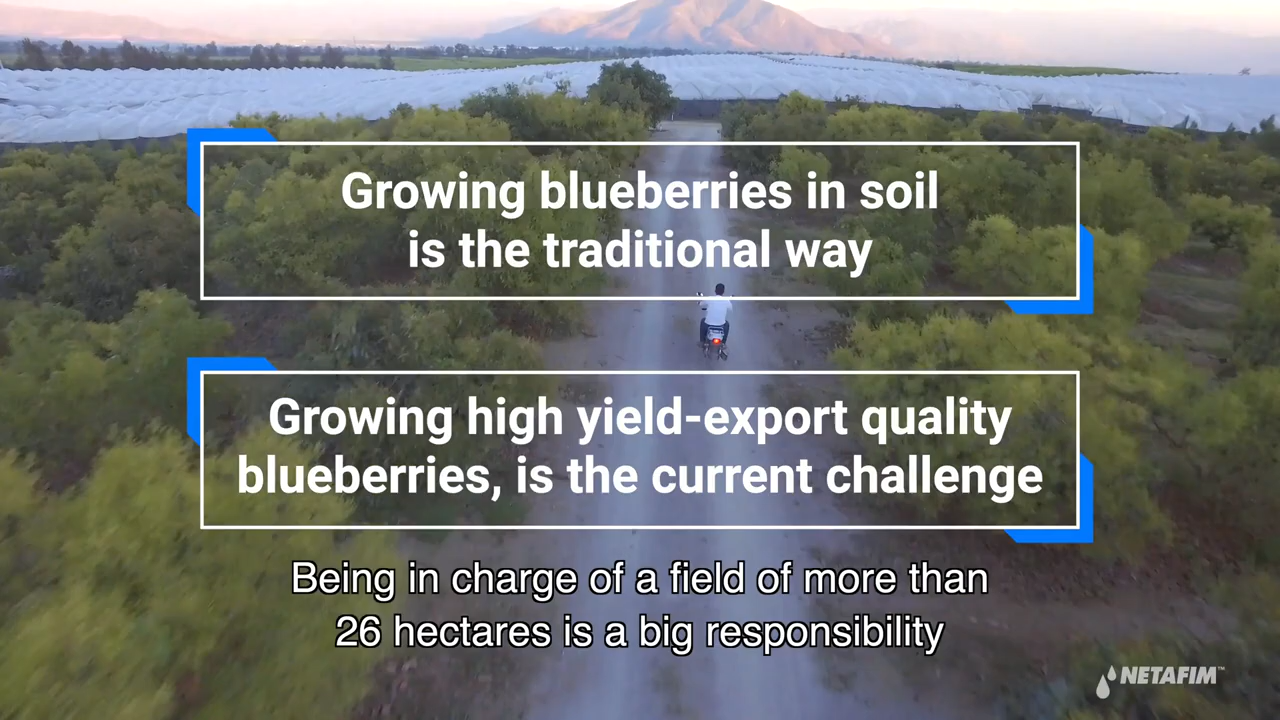 Growing blueberries in soil
is the traditional way
Growing high yield-export quality
blueberries, is the current challenge
Being in charge of a field of more than
26 hectares is a big responsibility
NETAFIM™